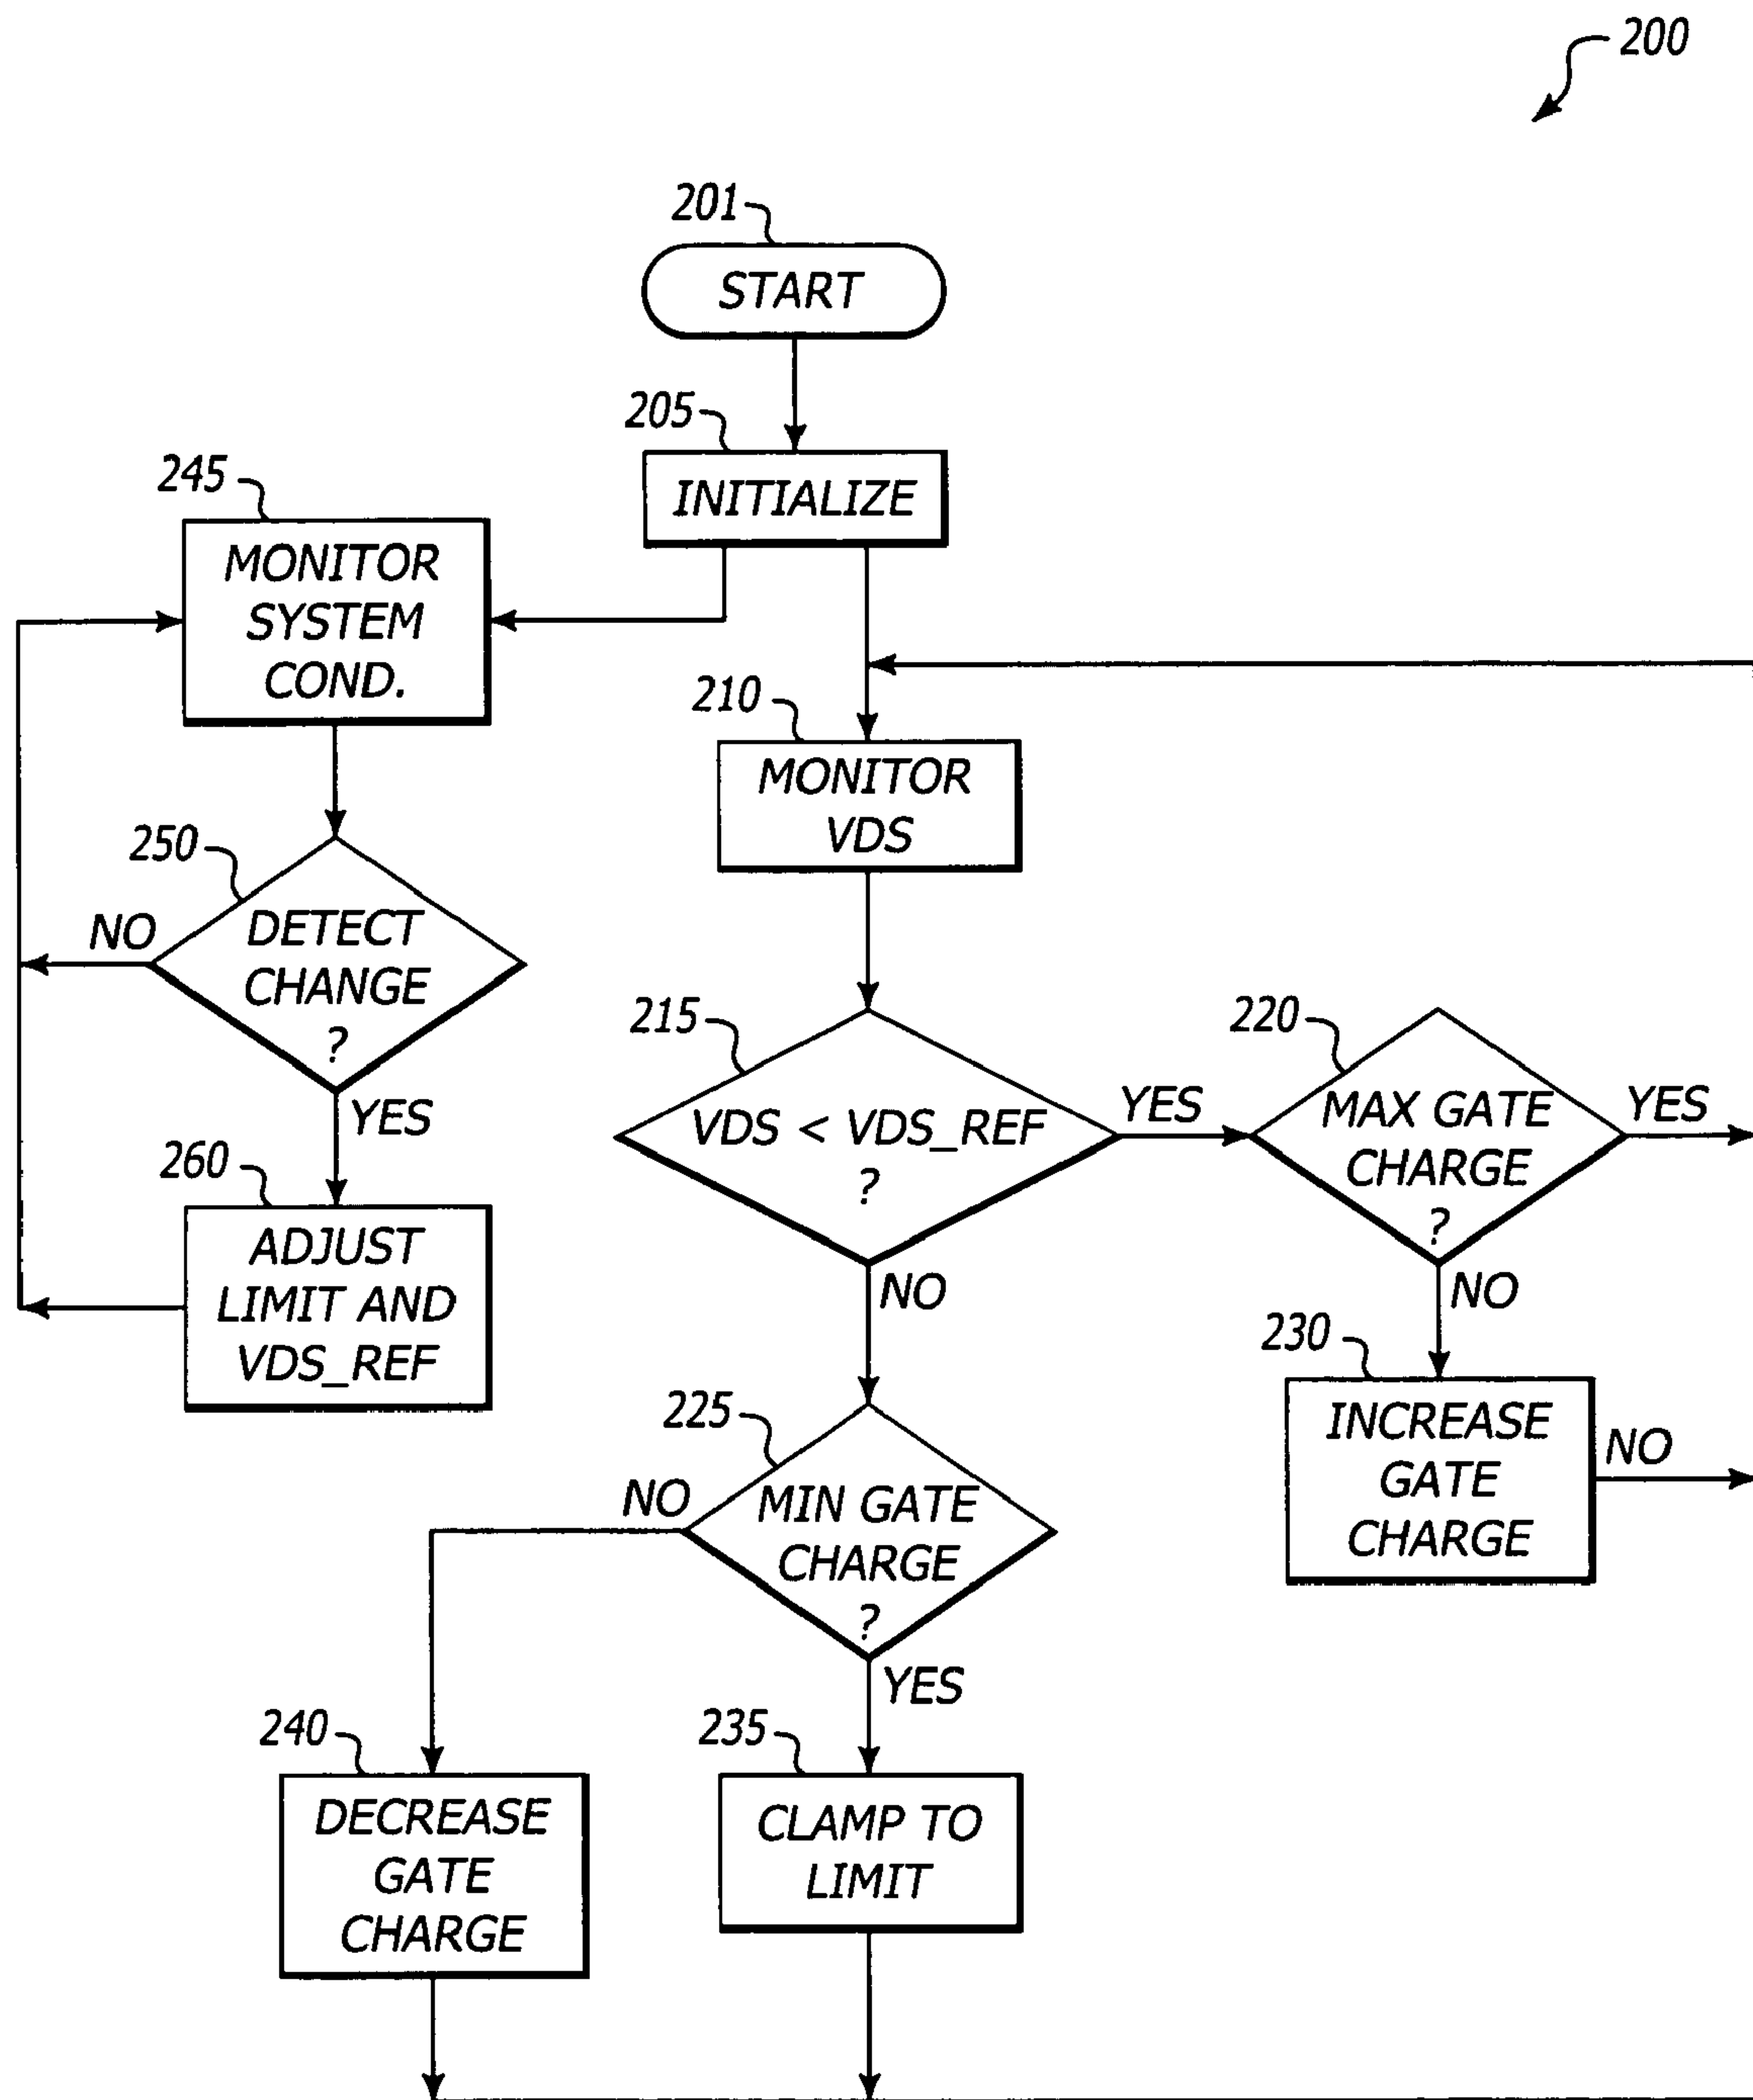 200
201
START
205
INITIALIZE
245
MONITOR
SYSTEM
COND.
210
MONITOR
VDS
250
NO
DETECT
CHANGE
?
YES
215
VDS < VDS_REF
?
YES
NO
220
MAX GATE
CHARGE
?
YES
NO
260
ADJUST
LIMIT AND
VDS_REF
230
INCREASE
GATE
CHARGE
NO
225
NO
MIN GATE
CHARGE
?
YES
240
DECREASE
GATE
CHARGE
235
CLAMP TO
LIMIT